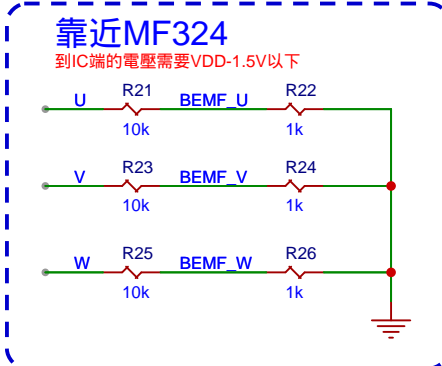 靠近MF324
到IC端的電壓需要VDD-1.5V以下
U R21 BEMF_U R22
10k 1k
V R23 BEMF_V R24
10k 1k
W R25 BEMF_W R26
10k 1k